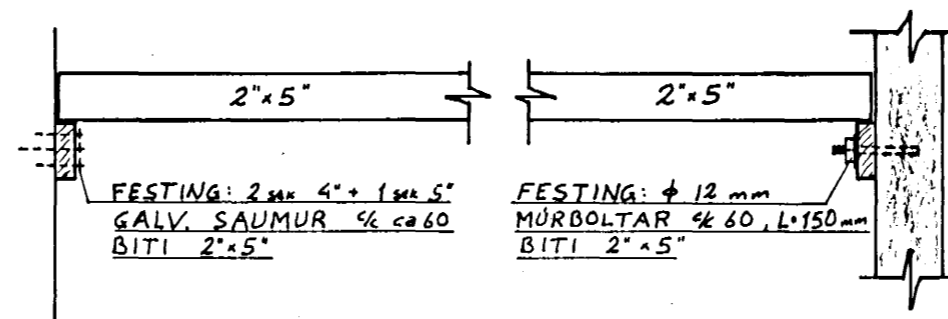 2"x5"
2"x5"
FESTING: 2 stk 4" + 1 stk 5"
GALV. SAUMUR c/c ca 60
BITI 2"x5"
FESTING: ϕ 12 mm
MÚRBOLTAR c/c 60, L=150mm
BITI 2"x5"